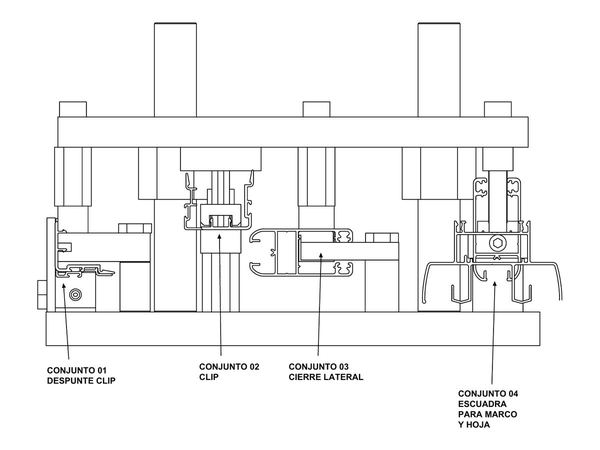 CONJUNTO 01
DESPUNTE CLIP
CONJUNTO 02
CLIP
CONJUNTO 03
CIERRE LATERAL
CONJUNTO 04
ESCUADRA
PARA MARCO
Y HOJA